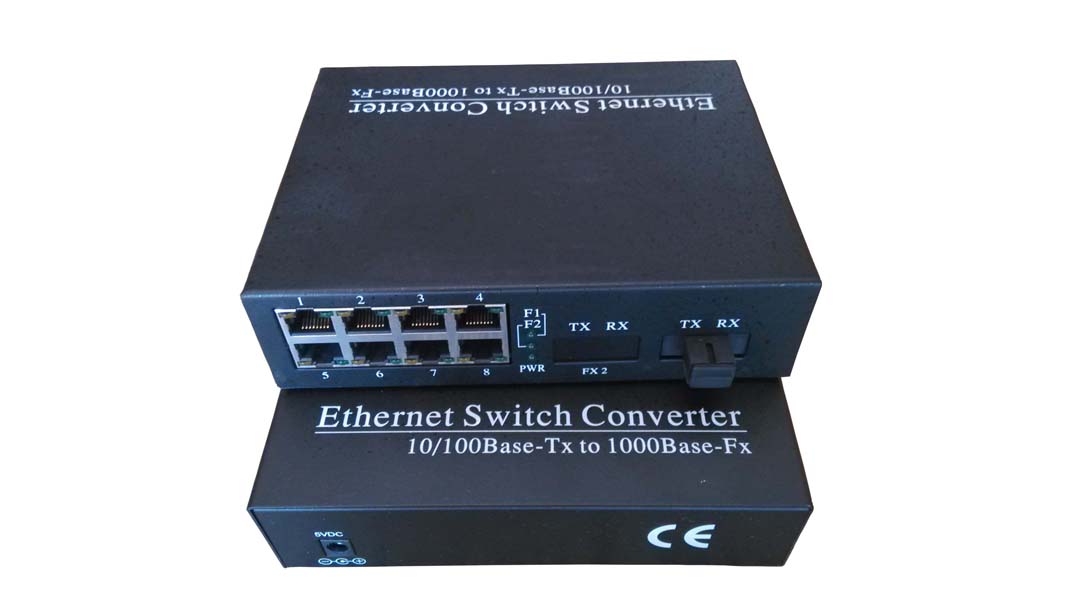 Ethernet Switch Converter
10/100Base-Tx to 1000Base-Fx
1 2 3 4
F1
F2
TX RX
TX RX
5 6 7 8
PWR
FX 2
Ethernet Switch Converter
10/100Base-Tx to 1000Base-Fx
5VDC
CE